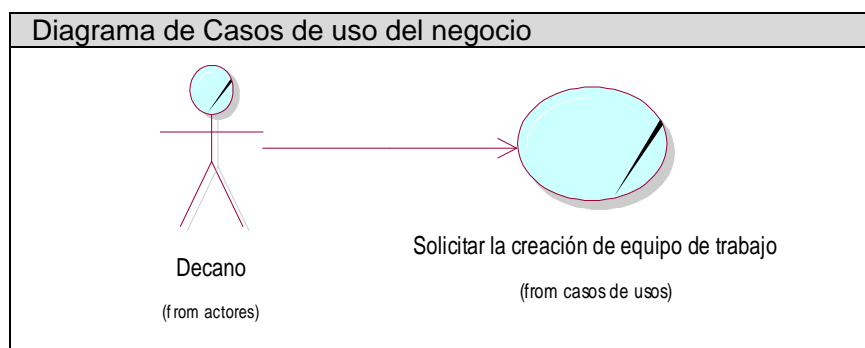 Diagrama de Casos de uso del negocio
Decano
(from actores)
Solicitar la creación de equipo de trabajo
(from casos de usos)